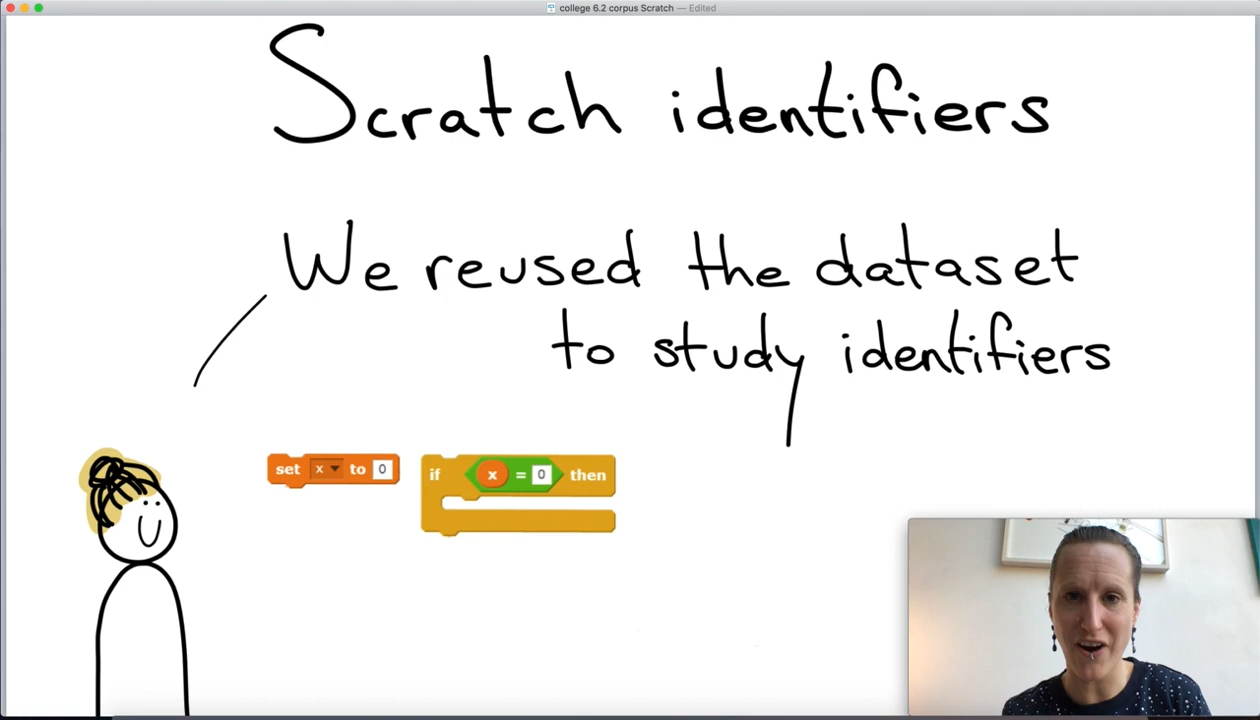 college 6.2 corpus Scratch — Edited
Scratch identifiers
We reused the dataset
to study identifiers
set x to 0
if x = 0 then